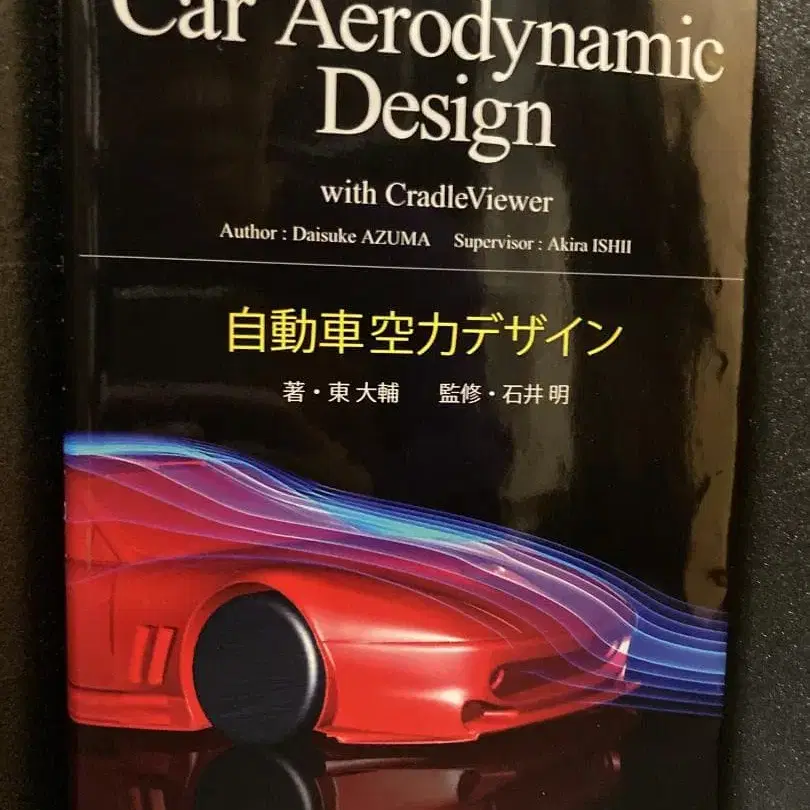 Car Aerodynamic
Design
with CradleViewer
Author : Daisuke AZUMA Supervisor : Akira ISHII
自動車空力デザイン
著・東 大輔 監修・石井 明